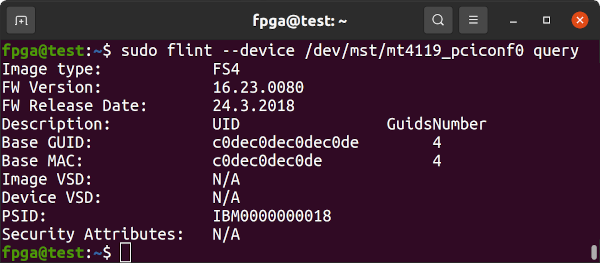 fpga@test: ~
fpga@test:~$ sudo flint --device /dev/mst/mt4119_pciconf0 query
Image type:            FS4
FW Version:            16.23.0080
FW Release Date:       24.3.2018
Description:           UID                GuidsNumber
Base GUID:             c0dec0dec0dec0de        4
Base MAC:              c0dec0dec0de            4
Image VSD:             N/A
Device VSD:            N/A
PSID:                  IBM0000000018
Security Attributes:   N/A
fpga@test:~$